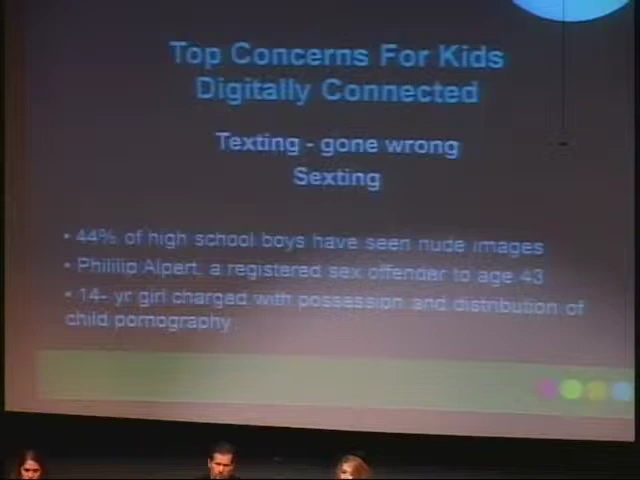 Top Concerns For Kids
Digitally Connected
Texting - gone wrong
Sexting
• 44% of high school boys have seen nude images
• Phillip Alpert, a registered sex offender to age 43
• 14- yr girl charged with possession and distribution of
child pornography